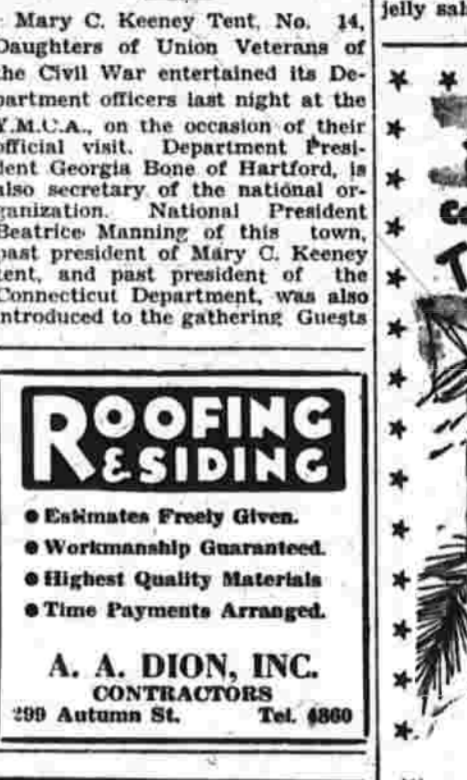 Mary C. Keeney Tent, No. 14,
Daughters of Union Veterans of
the Civil War entertained its De-
partment officers last night at the
Y.M.C.A., on the occasion of their
official visit. Department Presi-
dent Georgia Bone of Hartford, is
also secretary of the national or-
ganization. National President
Beatrice Manning of this town,
past president of Mary C. Keeney
tent, and past president of the
Connecticut Department, was also
introduced to the gathering Guests
ROOFING
& SIDING
● Estimates Freely Given.
● Workmanship Guaranteed.
● Highest Quality Materials
● Time Payments Arranged.
A. A. DION, INC.
CONTRACTORS
299 Autumn St. Tel. 4860
jelly